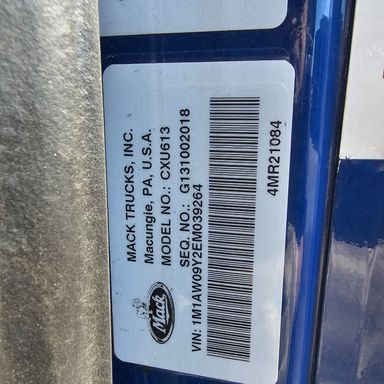 MACK TRUCKS, INC.
Macungie, PA, U.S.A.
MODEL NO.: CXU613
SEQ. NO.: G131002018
VIN: 1M1AW09Y2EM039264
4MR21084
Mack